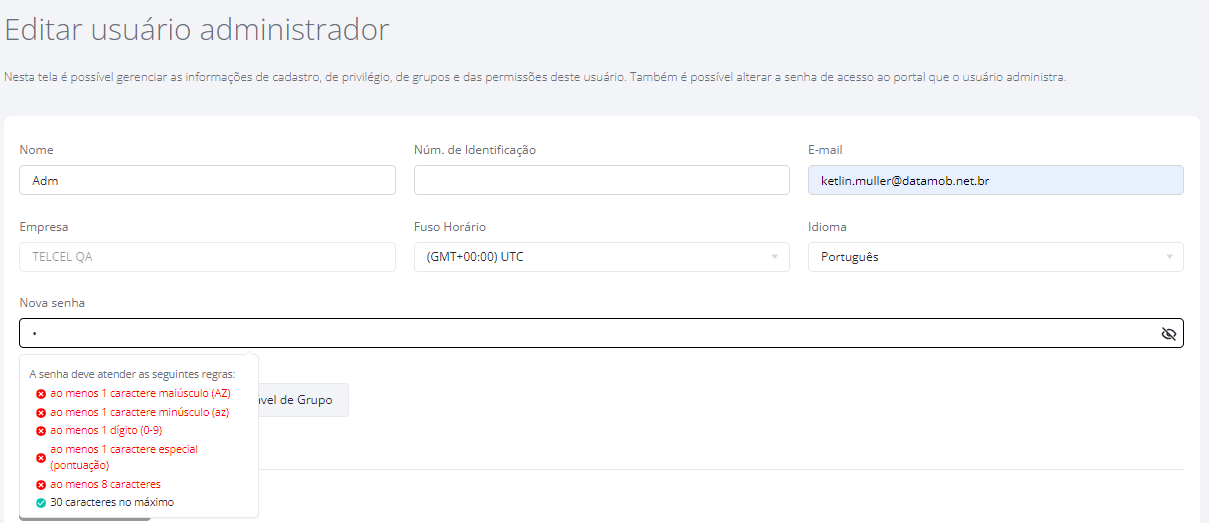 Editar usuário administrador
Nesta tela é possível gerenciar as informações de cadastro, de privilégio, de grupos e das permissões deste usuário. Também é possível alterar a senha de acesso ao portal que o usuário administra.
Nome Núm. de Identificação E-mail
Adm ketlin.muller@datamob.net.br
Empresa Fuso Horário Idioma
TELCEL QA (GMT+00:00) UTC Português
Nova senha
•
A senha deve atender as seguintes regras:
ao menos 1 caractere maiúsculo (AZ)
ao menos 1 caractere minúsculo (az)
de Grupo
ao menos 1 dígito (0-9)
ao menos 1 caractere especial
(pontuação)
ao menos 8 caracteres
30 caracteres no máximo